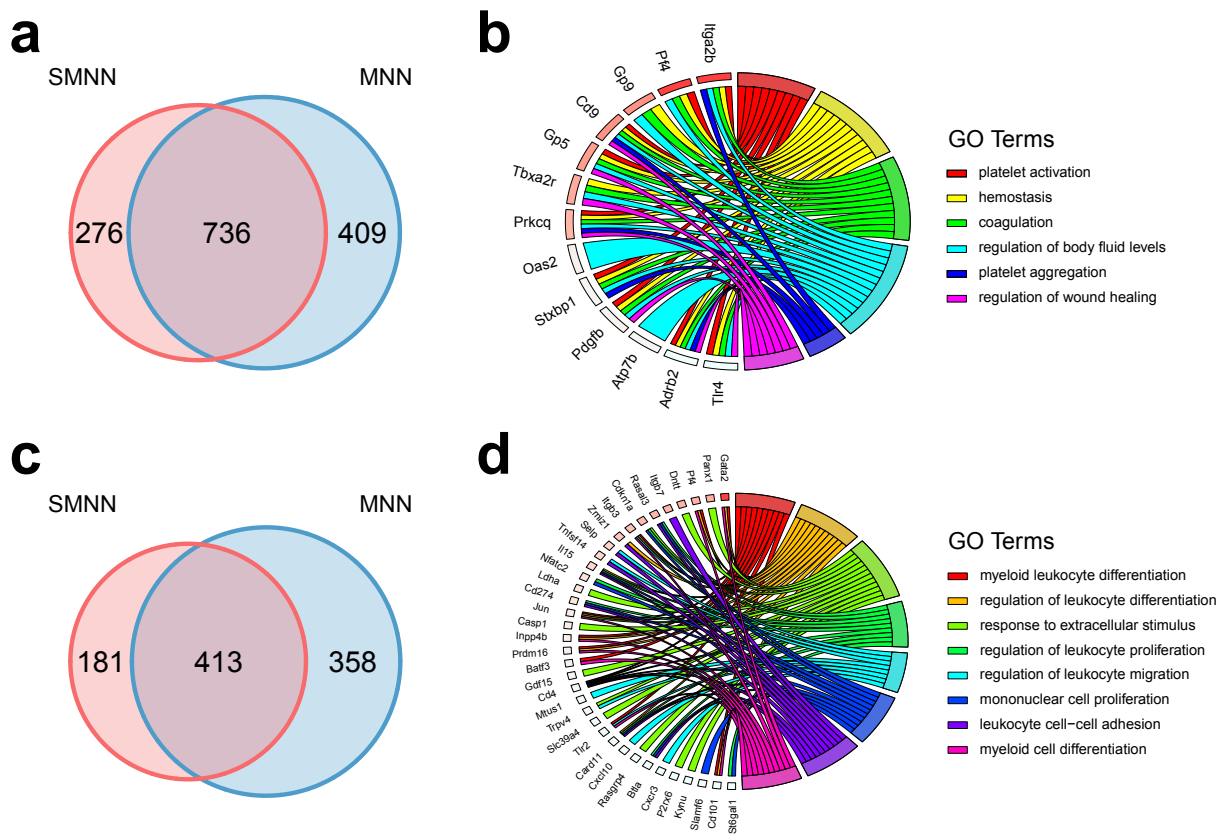 a
SMNN
MNN
276
736
409
b
Itga2b
Pf4
Gp9
Cd9
Gp5
Tbxa2r
Prkcq
Oas2
Stxbp1
Pdgfb
Atp7b
Adrb2
Tlr4
GO Terms
platelet activation
hemostasis
coagulation
regulation of body fluid levels
platelet aggregation
regulation of wound healing
c
SMNN
MNN
181
413
358
d
Gata2
Panx1
Pf4
Dntt
Itgb7
Rasal3
Cdkn1a
Itgb3
Zmiz1
Selp
Tnfsf14
Il15
Nfatc2
Ldha
Cd274
Jun
Casp1
Inpp4b
Prdm16
Batf3
Gdf15
Cd4
Mtus1
Trpv4
Slc39a4
Tlr2
Card11
Cxcl10
Rasgrp4
Btla
Cxcr3
P2rx6
Kynu
Slamf6
Cd101
St6gal1
GO Terms
myeloid leukocyte differentiation
regulation of leukocyte differentiation
response to extracellular stimulus
regulation of leukocyte proliferation
regulation of leukocyte migration
mononuclear cell proliferation
leukocyte cell−cell adhesion
myeloid cell differentiation